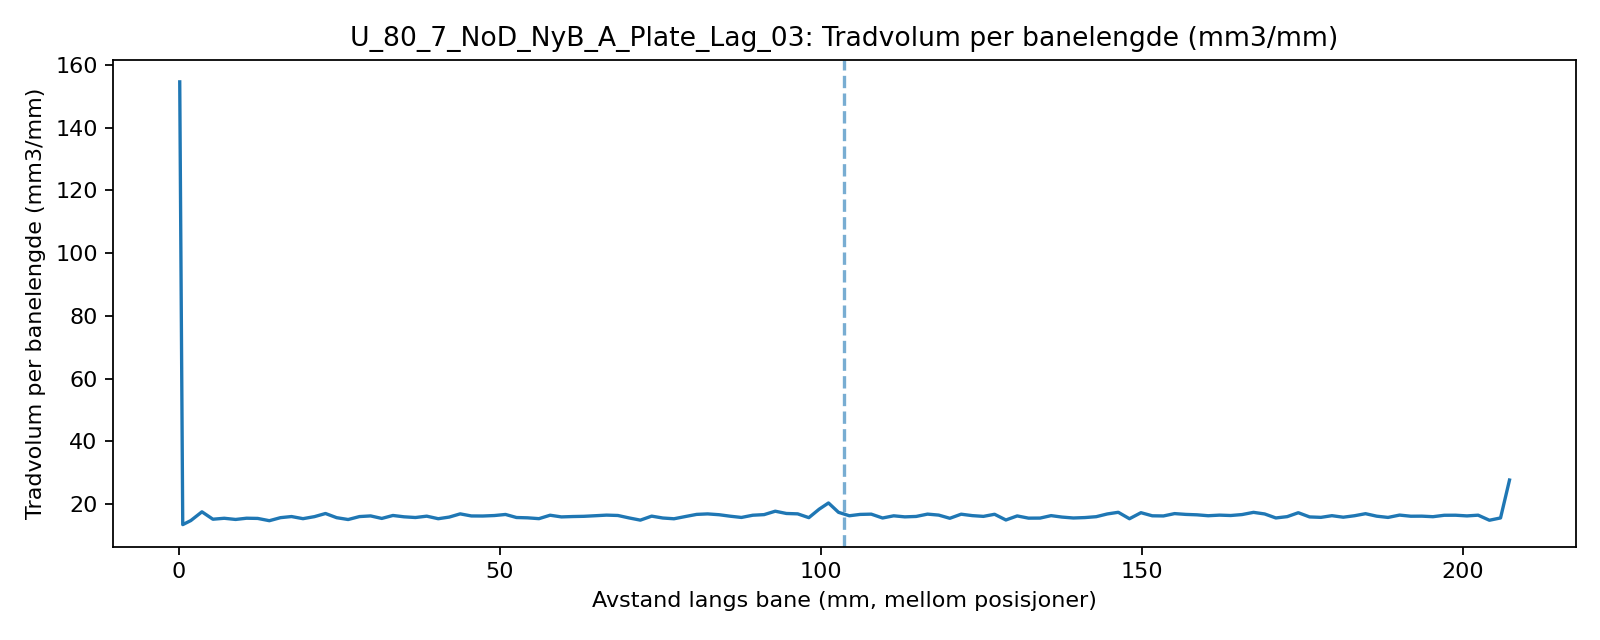 U_80_7_NoD_NyB_A_Plate_Lag_03: Tradvolum per banelengde (mm3/mm)
Tradvolum per banelengde (mm3/mm)
160
140
120
100
80
60
40
20
0 50 100 150 200
Avstand langs bane (mm, mellom posisjoner)